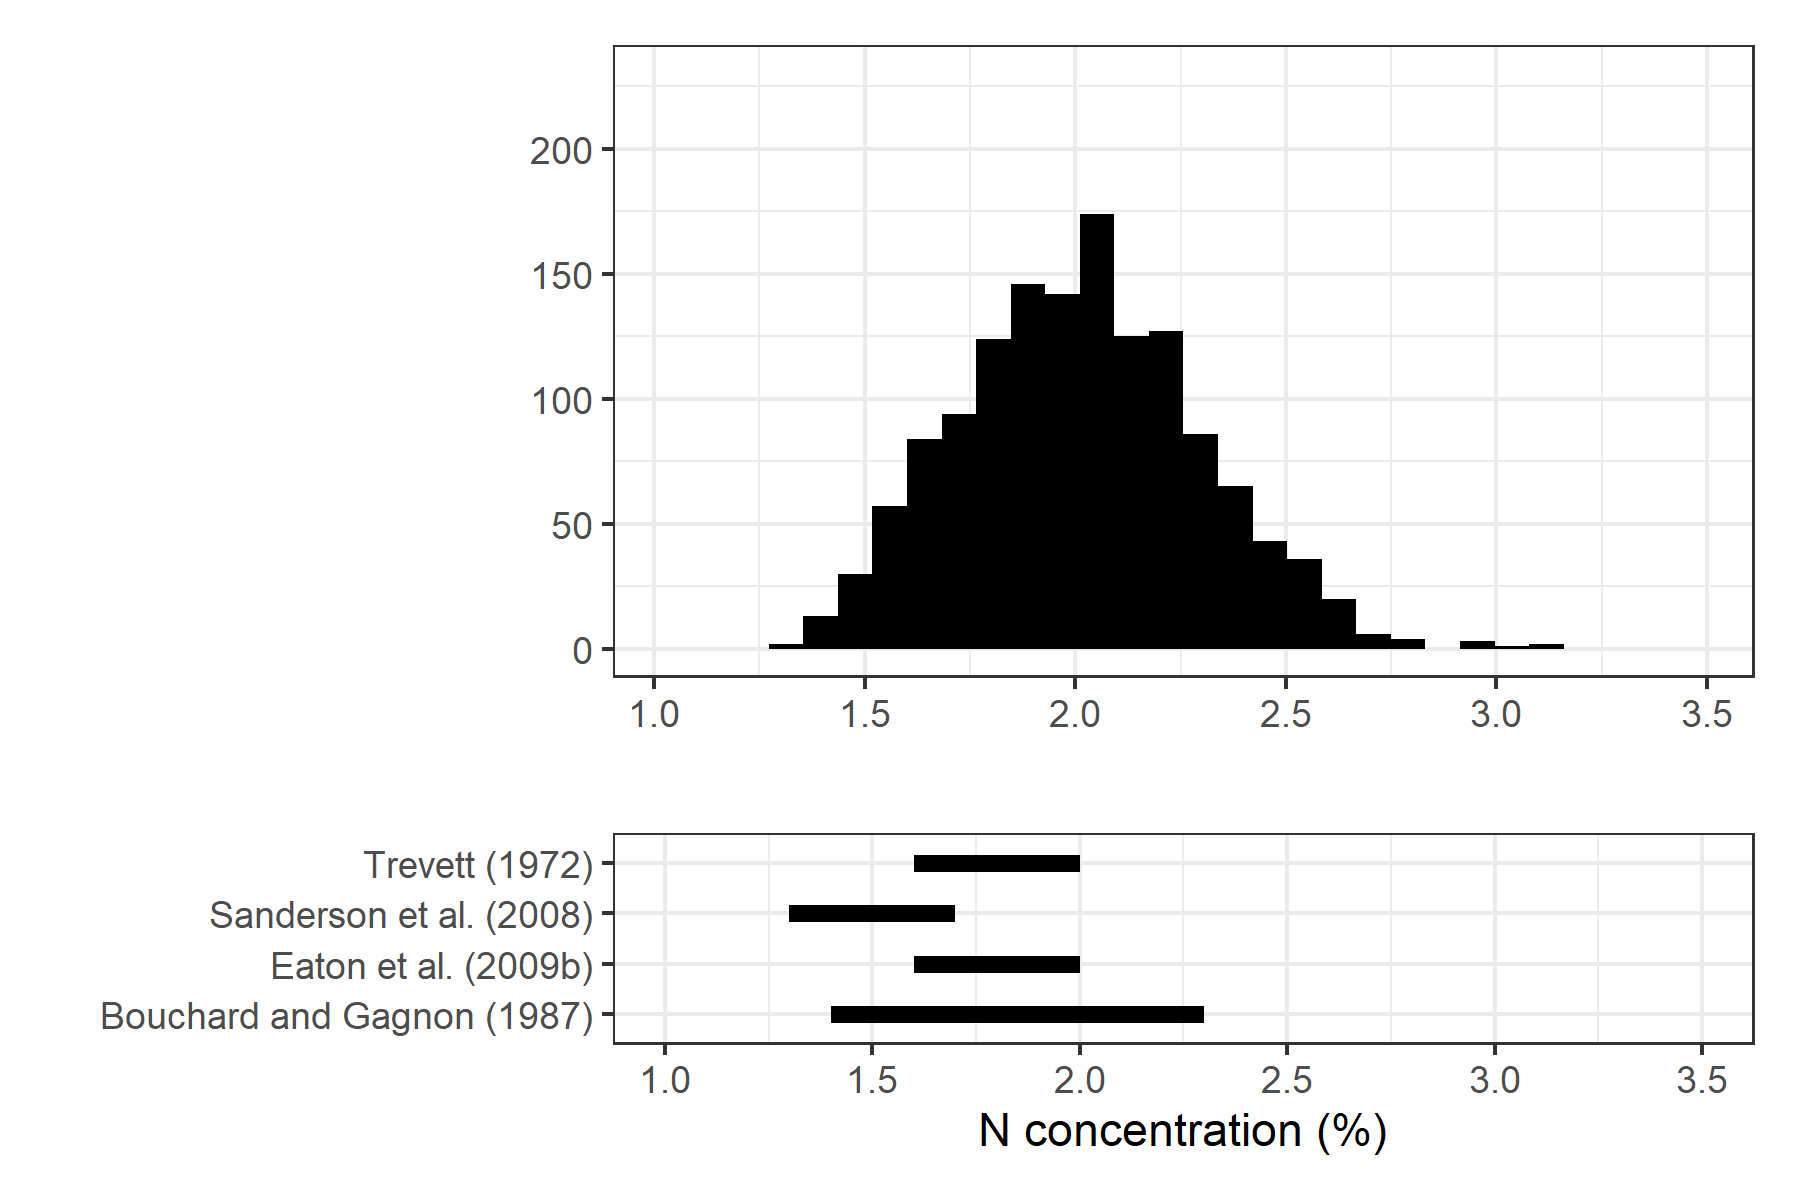 200
150
100
50
0
1.0 1.5 2.0 2.5 3.0 3.5
Trevett (1972)
Sanderson et al. (2008)
Eaton et al. (2009b)
Bouchard and Gagnon (1987)
1.0 1.5 2.0 2.5 3.0 3.5
N concentration (%)